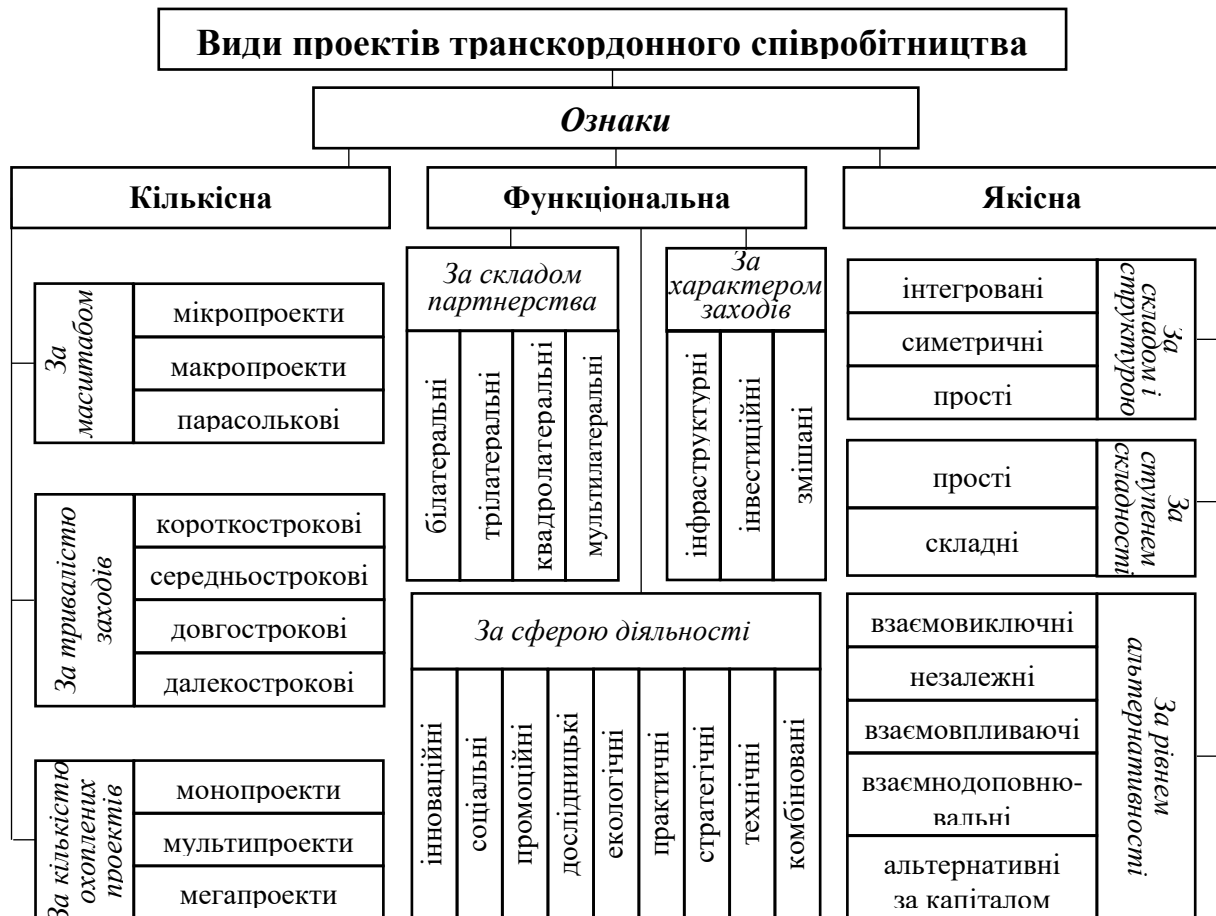 Види проектів транскордонного співробітництва
Ознаки
Кількісна
Функціональна
Якісна
За
масштабом
мікропроекти
макропроекти
парасолькові
За тривалістю
заходів
короткострокові
середньострокові
довгострокові
далекострокові
За кількістю
охоплених
проектів
монопроекти
мультипроекти
мегапроекти
За складом
партнерства
білатеральні
трілатеральні
квадролатеральні
мультилатеральні
За
характером
заходів
інфраструктурні
інвестиційні
змішані
За сферою діяльності
інноваційні
соціальні
промоційні
дослідницькі
екологічні
практичні
стратегічні
технічні
комбіновані
За
складом і
структурою
інтегровані
симетричні
прості
За
ступенем
складності
прості
складні
За рівнем
альтернативності
взаємовиключні
незалежні
взаємовпливаючі
взаємнодоповню-
вальні
альтернативні
за капіталом